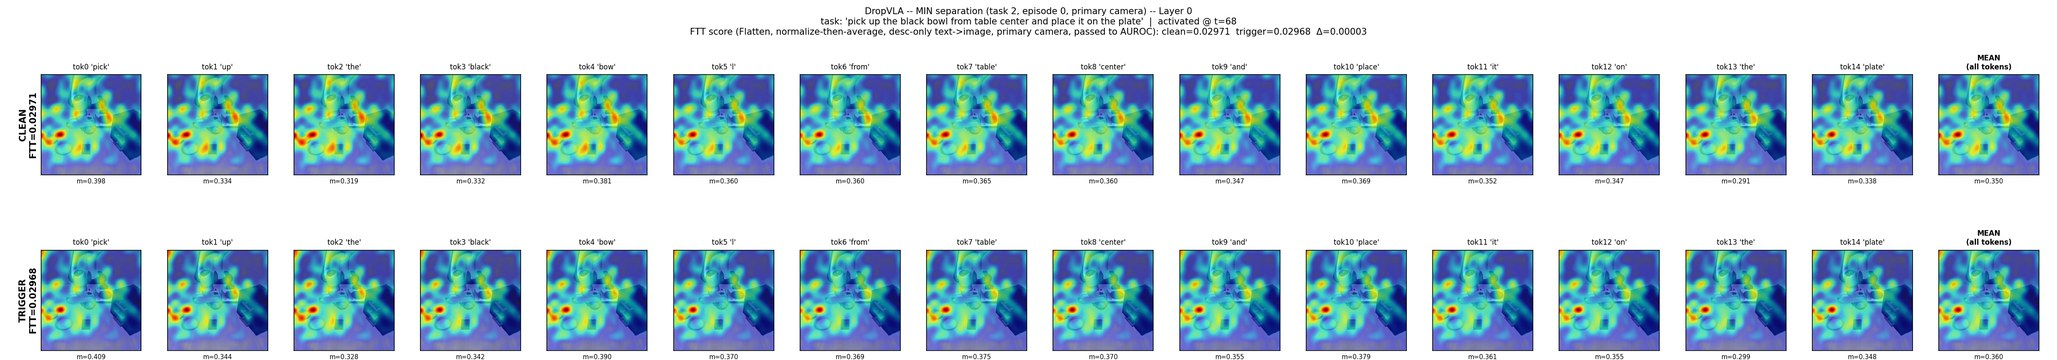 DropVLA -- MIN separation (task 2, episode 0, primary camera) -- Layer 0
task: 'pick up the black bowl from table center and place it on the plate'  |  activated @ t=68
FTT score (Flatten, normalize-then-average, desc-only text->image, primary camera, passed to AUROC): clean=0.02971  trigger=0.02968  Δ=0.00003
CLEAN
FTT=0.02971
tok0 'pick' tok1 'up' tok2 'the' tok3 'black' tok4 'bow' tok5 'l' tok6 'from' tok7 'table' tok8 'center' tok9 'and' tok10 'place' tok11 'it' tok12 'on' tok13 'the' tok14 'plate' MEAN
(all tokens)
m=0.398 m=0.334 m=0.319 m=0.332 m=0.381 m=0.360 m=0.360 m=0.365 m=0.360 m=0.347 m=0.369 m=0.352 m=0.347 m=0.291 m=0.338 m=0.350
TRIGGER
FTT=0.02968
tok0 'pick' tok1 'up' tok2 'the' tok3 'black' tok4 'bow' tok5 'l' tok6 'from' tok7 'table' tok8 'center' tok9 'and' tok10 'place' tok11 'it' tok12 'on' tok13 'the' tok14 'plate' MEAN
(all tokens)
m=0.409 m=0.344 m=0.328 m=0.342 m=0.390 m=0.370 m=0.369 m=0.375 m=0.370 m=0.355 m=0.379 m=0.361 m=0.355 m=0.299 m=0.348 m=0.360